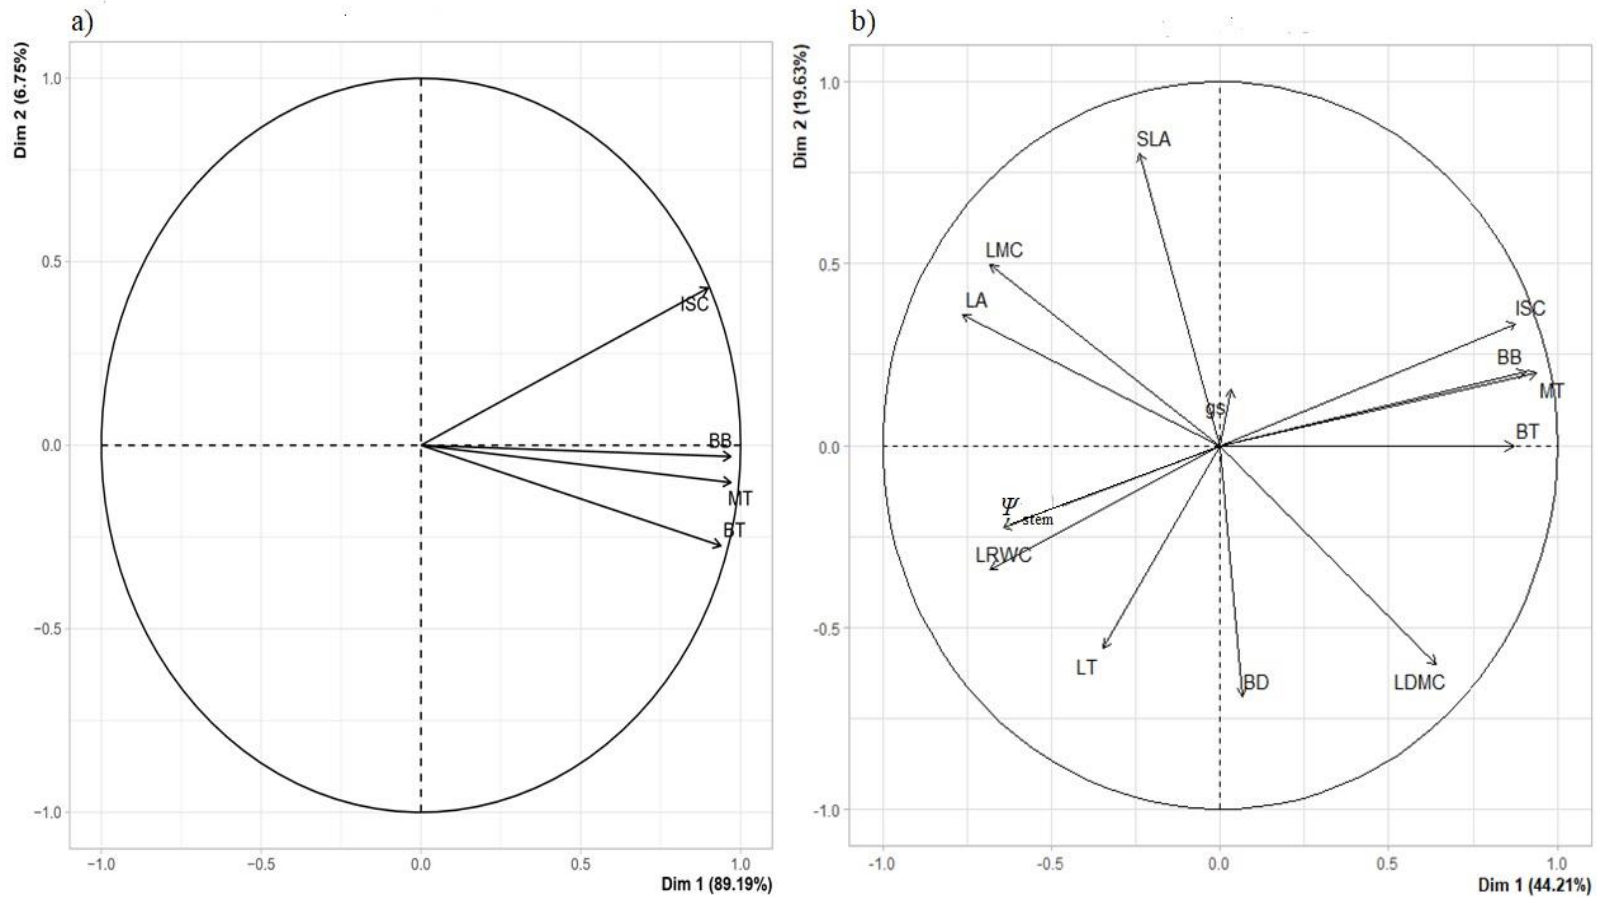 a)
Dim 2 (6.75%)
1.0
0.5
0.0
−0.5
−1.0
ISC
BB
MT
BT
−1.0
−0.5
0.0
0.5
1.0
Dim 1 (89.19%)
b)
Dim 2 (19.63%)
1.0
0.5
0.0
-0.5
-1.0
SLA
LMC
LA
ISC
BB
MT
gs
BT
Ψstem
LRWC
LT
BD
LDMC
-1.0
-0.5
0.0
0.5
1.0
Dim 1 (44.21%)